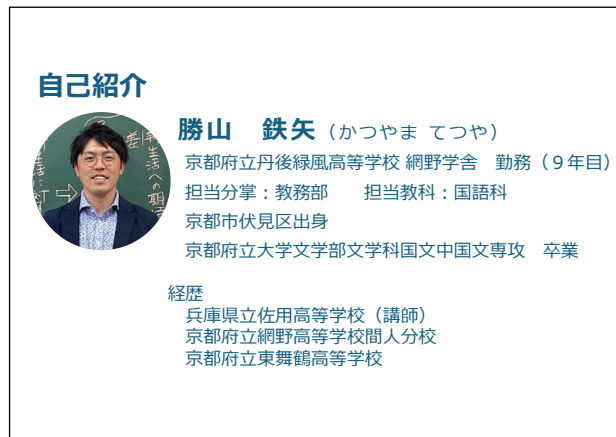 自己紹介
勝山　鉄矢（かつやま てつや）
京都府立丹後緑風高等学校 網野学舎　勤務（９年目）
担当分掌：教務部　　担当教科：国語科
京都市伏見区出身
京都府立大学文学部文学科国文中国文専攻　卒業
経歴
兵庫県立佐用高等学校（講師）
京都府立網野高等学校間人分校
京都府立東舞鶴高等学校